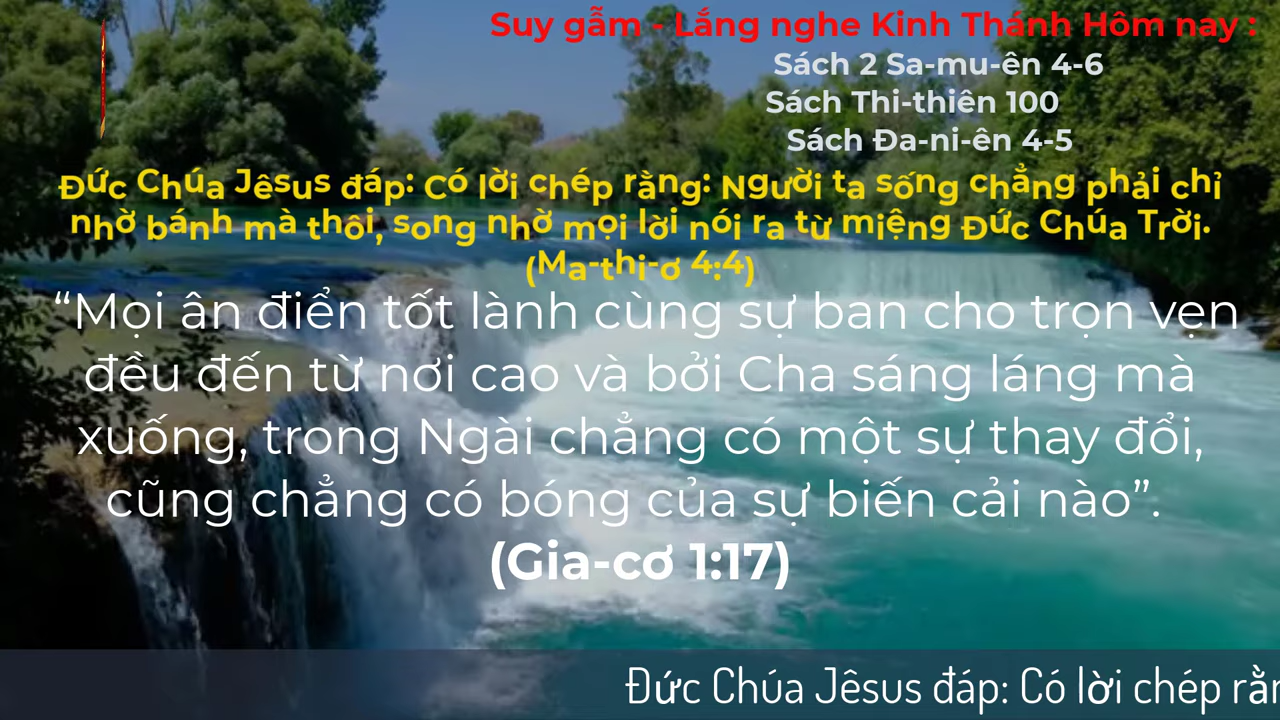 Suy gẫm - Lắng nghe Kinh Thánh Hôm nay :
Sách 2 Sa-mu-ên 4-6
Sách Thi-thiên 100
Sách Đa-ni-ên 4-5
Đức Chúa Jêsus đáp: Có lời chép rằng: Người ta sống chẳng phải chỉ
nhờ bánh mà thôi, song nhờ mọi lời nói ra từ miệng Đức Chúa Trời.
(Ma-thi-ơ 4:4)
“Mọi ân điển tốt lành cùng sự ban cho trọn vẹn
đều đến từ nơi cao và bởi Cha sáng láng mà
xuống, trong Ngài chẳng có một sự thay đổi,
cũng chẳng có bóng của sự biến cải nào”.
(Gia-cơ 1:17)
Đức Chúa Jêsus đáp: Có lời chép